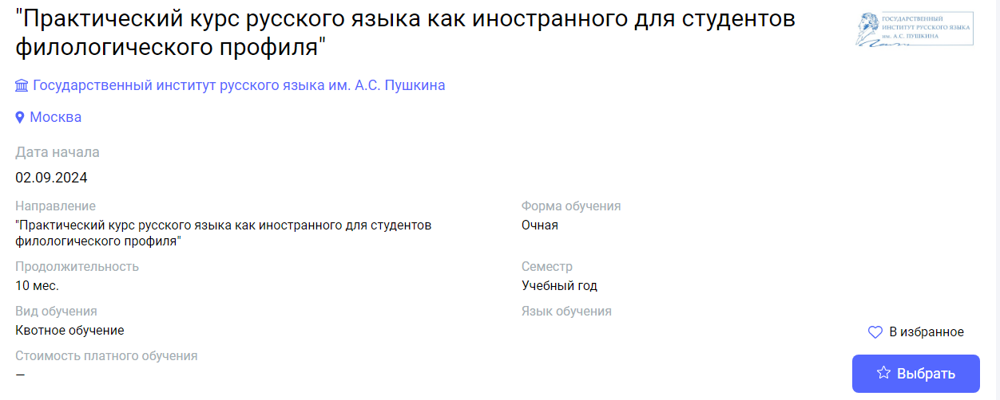 "Практический курс русского языка как иностранного для студентов
филологического профиля"
ГОСУДАРСТВЕННЫЙ
ИНСТИТУТ РУССКОГО ЯЗЫКА
им. А.С. ПУШКИНА
Государственный институт русского языка им. А.С. Пушкина
Москва
Дата начала
02.09.2024
Направление
"Практический курс русского языка как иностранного для студентов
филологического профиля"
Форма обучения
Очная
Продолжительность
10 мес.
Семестр
Учебный год
Вид обучения
Квотное обучение
Язык обучения
Стоимость платного обучения
—
В избранное
Выбрать